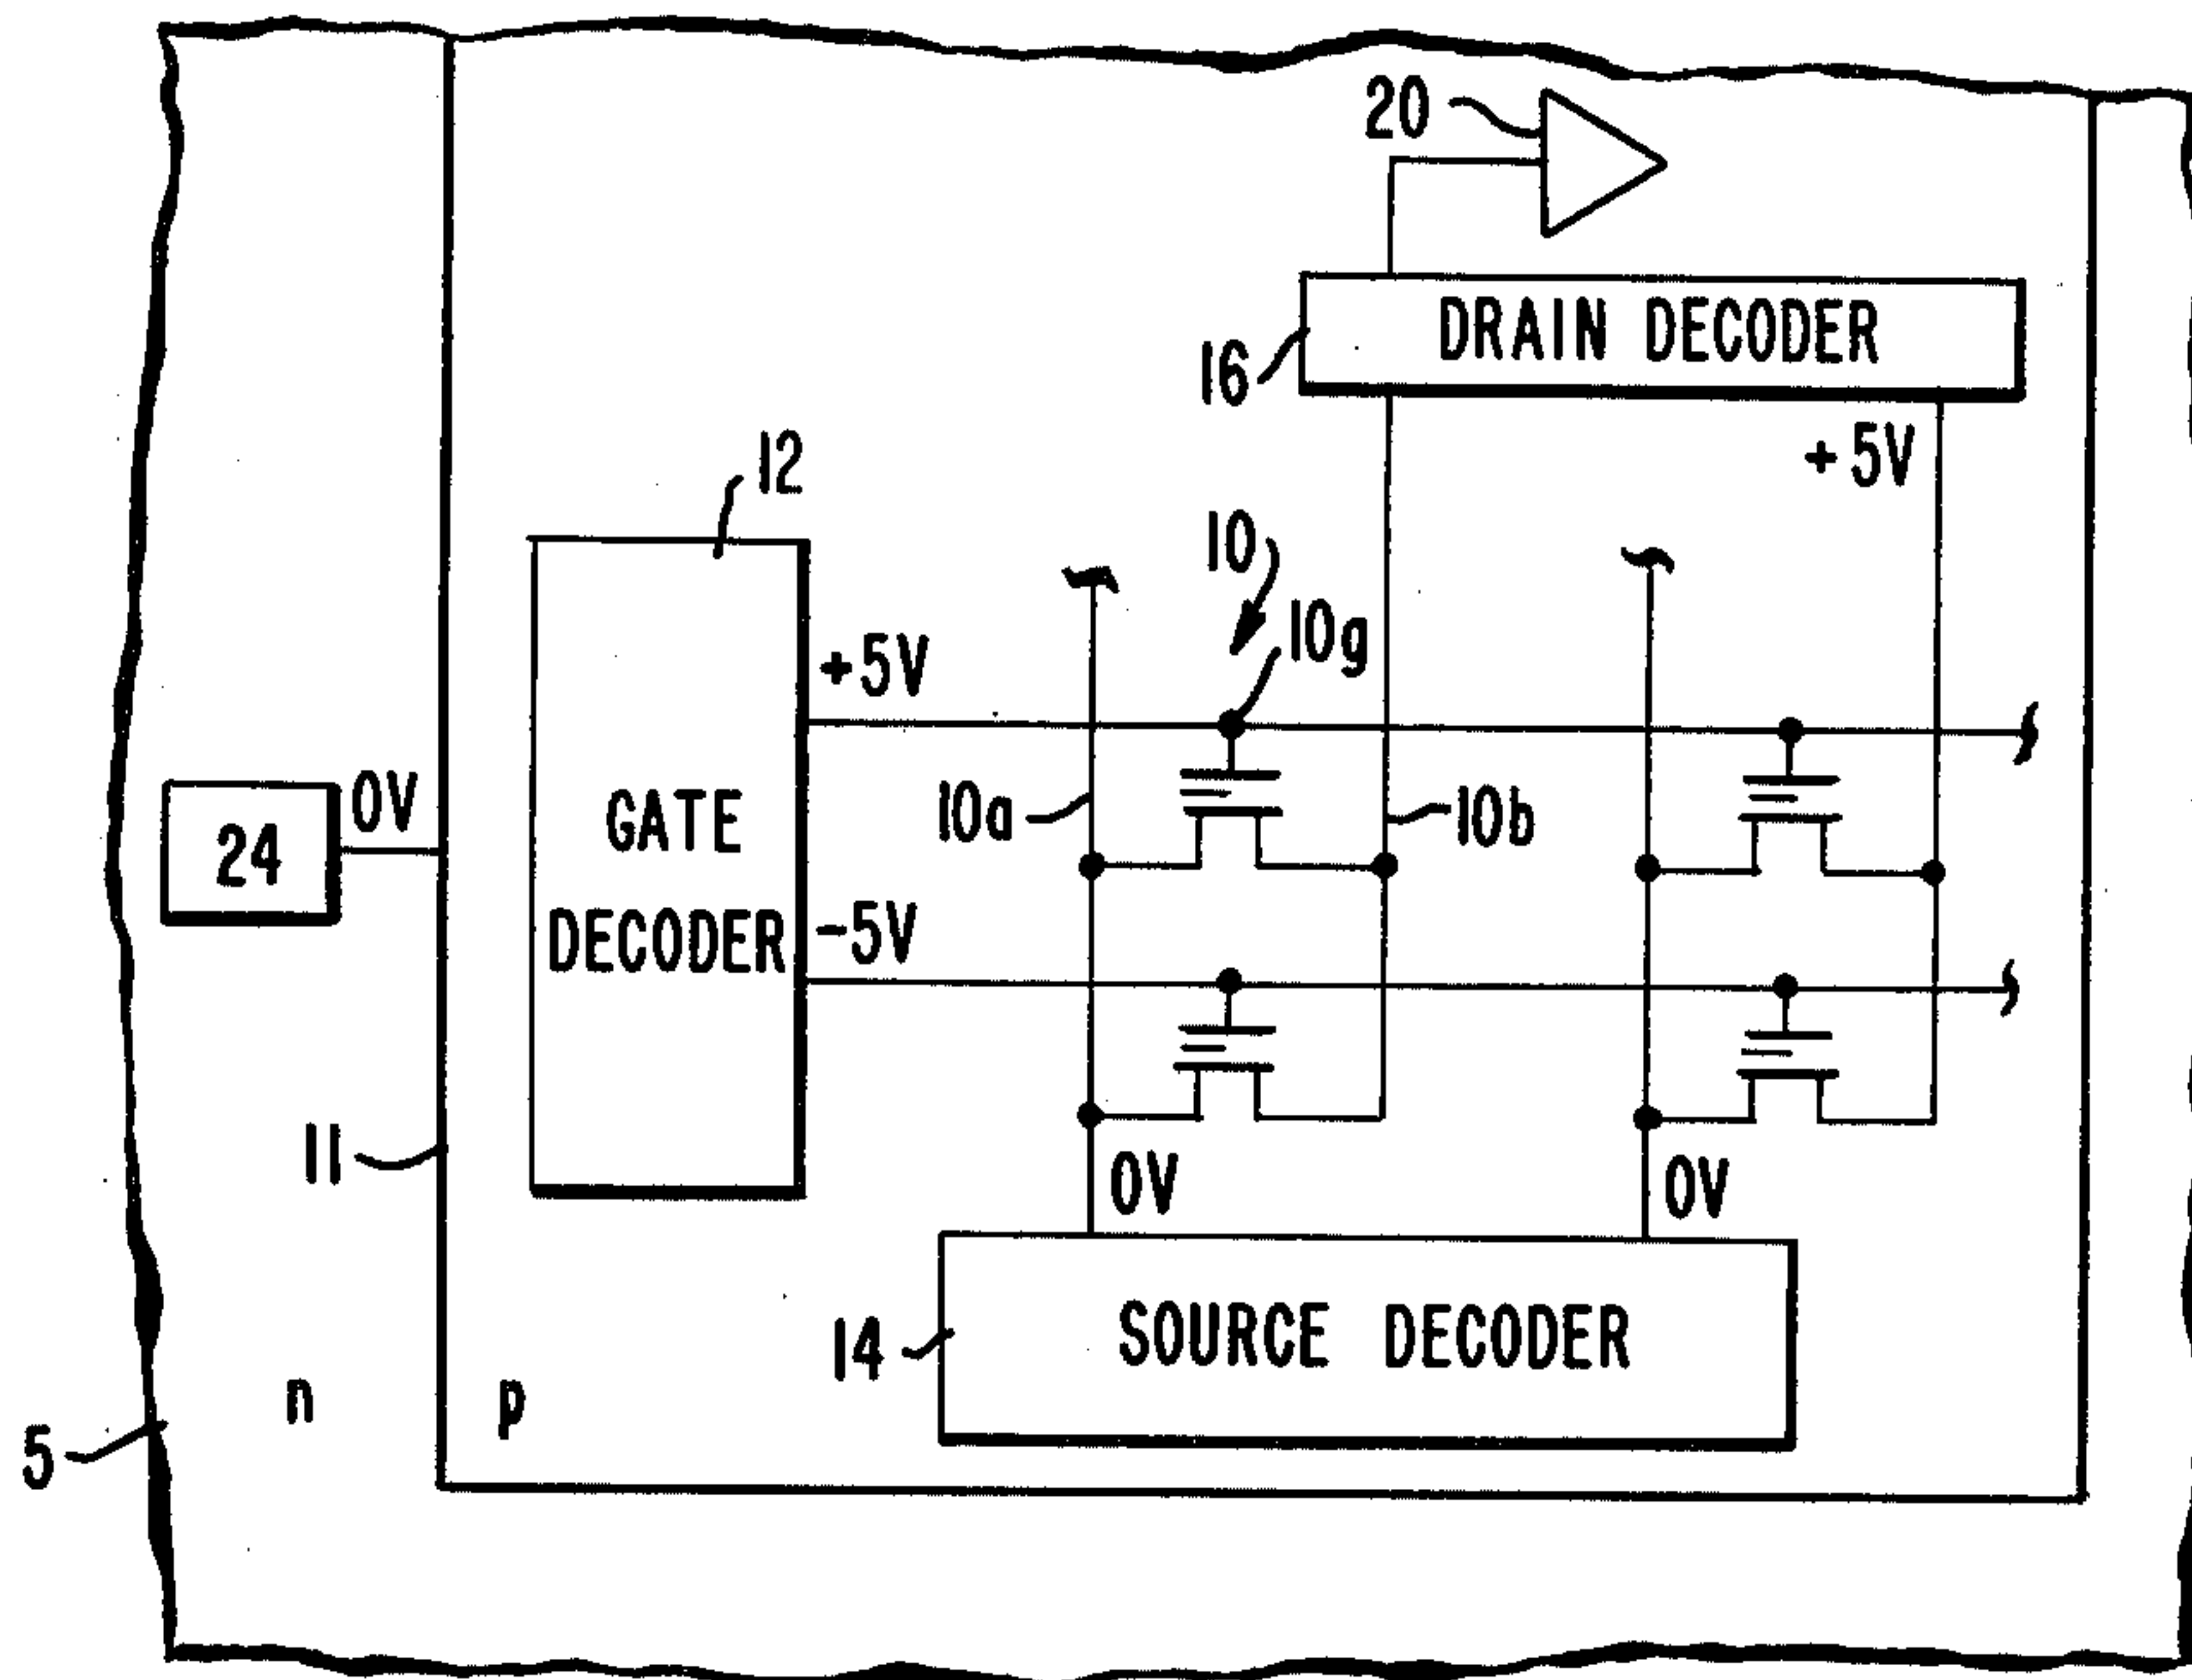 20
DRAIN DECODER
16
+5V
12
10
10g
+5V
10a
10b
24
0V
GATE
DECODER
-5V
11
0V
0V
SOURCE DECODER
14
n
p
5